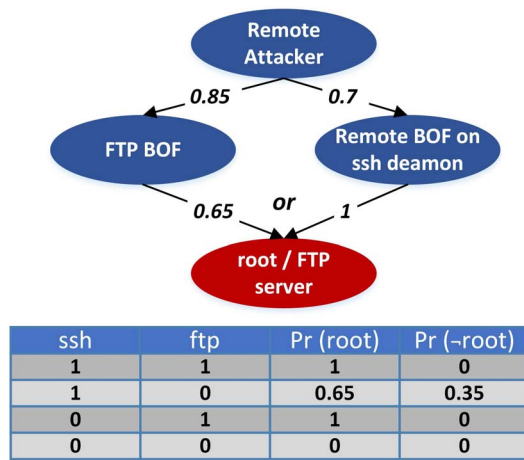 Remote
Attacker
0.85 0.7
FTP BOF
Remote BOF on
ssh deamon
0.65 or 1
root / FTP
server
ssh ftp Pr (root) Pr (¬root)
1 1 1 0
1 0 0.65 0.35
0 1 1 0
0 0 0 0